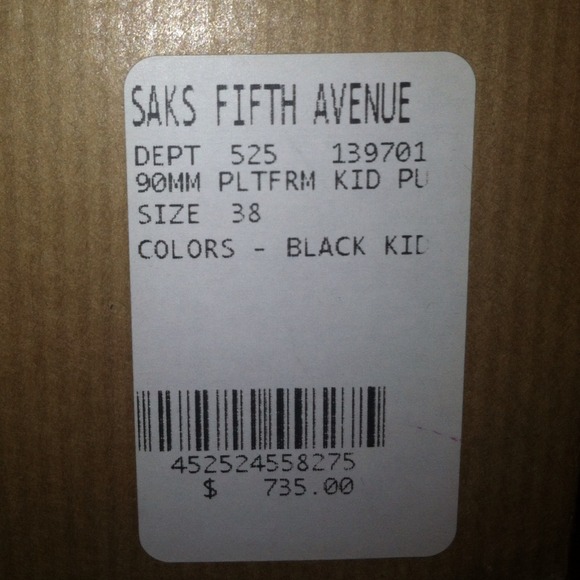 SAKS FIFTH AVENUE
DEPT 525 139701
90MM PLTFRM KID PU
SIZE 38
COLORS - BLACK KID
452524558275
$ 735.00